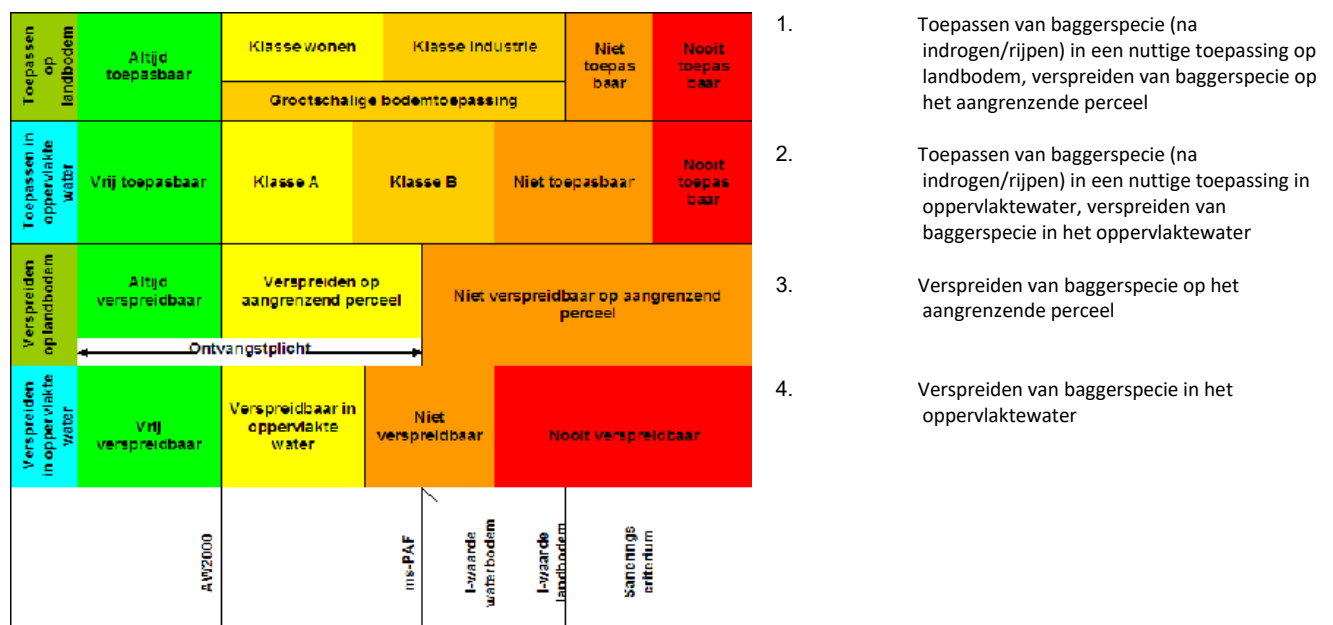 Toepassen
op
landbodem
Altijd
toepasbaar
Klasse wonen
Klasse Industrie
Grootschalige bodemtoepassing
Niet
toepas
baar
Nooit
toepas
baar
Toepassen in
oppervlakte
water
Vrij toepasbaar
Klasse A
Klasse B
Niet toepasbaar
Nooit
toepas
baar
Verspreiden
op landbodem
Altijd
verspreidbaar
Verspreiden op
aangrenzend perceel
Niet verspreidbaar op aangrenzend
perceel
Ontvangstplicht
Verspreiden
in oppervlakte
water
Vrij
verspreidbaar
Verspreidbaar in
oppervlakte
water
Niet
verspreidbaar
Nooit verspreidbaar
AW2000
ms-PAF
I-waarde
waterbodem
I-waarde
landbodem
Sanerings
criterium
1. Toepassen van baggerspecie (na
indrogen/rijpen) in een nuttige toepassing op
landbodem, verspreiden van baggerspecie op
het aangrenzende perceel
2. Toepassen van baggerspecie (na
indrogen/rijpen) in een nuttige toepassing in
oppervlaktewater, verspreiden van
baggerspecie in het oppervlaktewater
3. Verspreiden van baggerspecie op het
aangrenzende perceel
4. Verspreiden van baggerspecie in het
oppervlaktewater